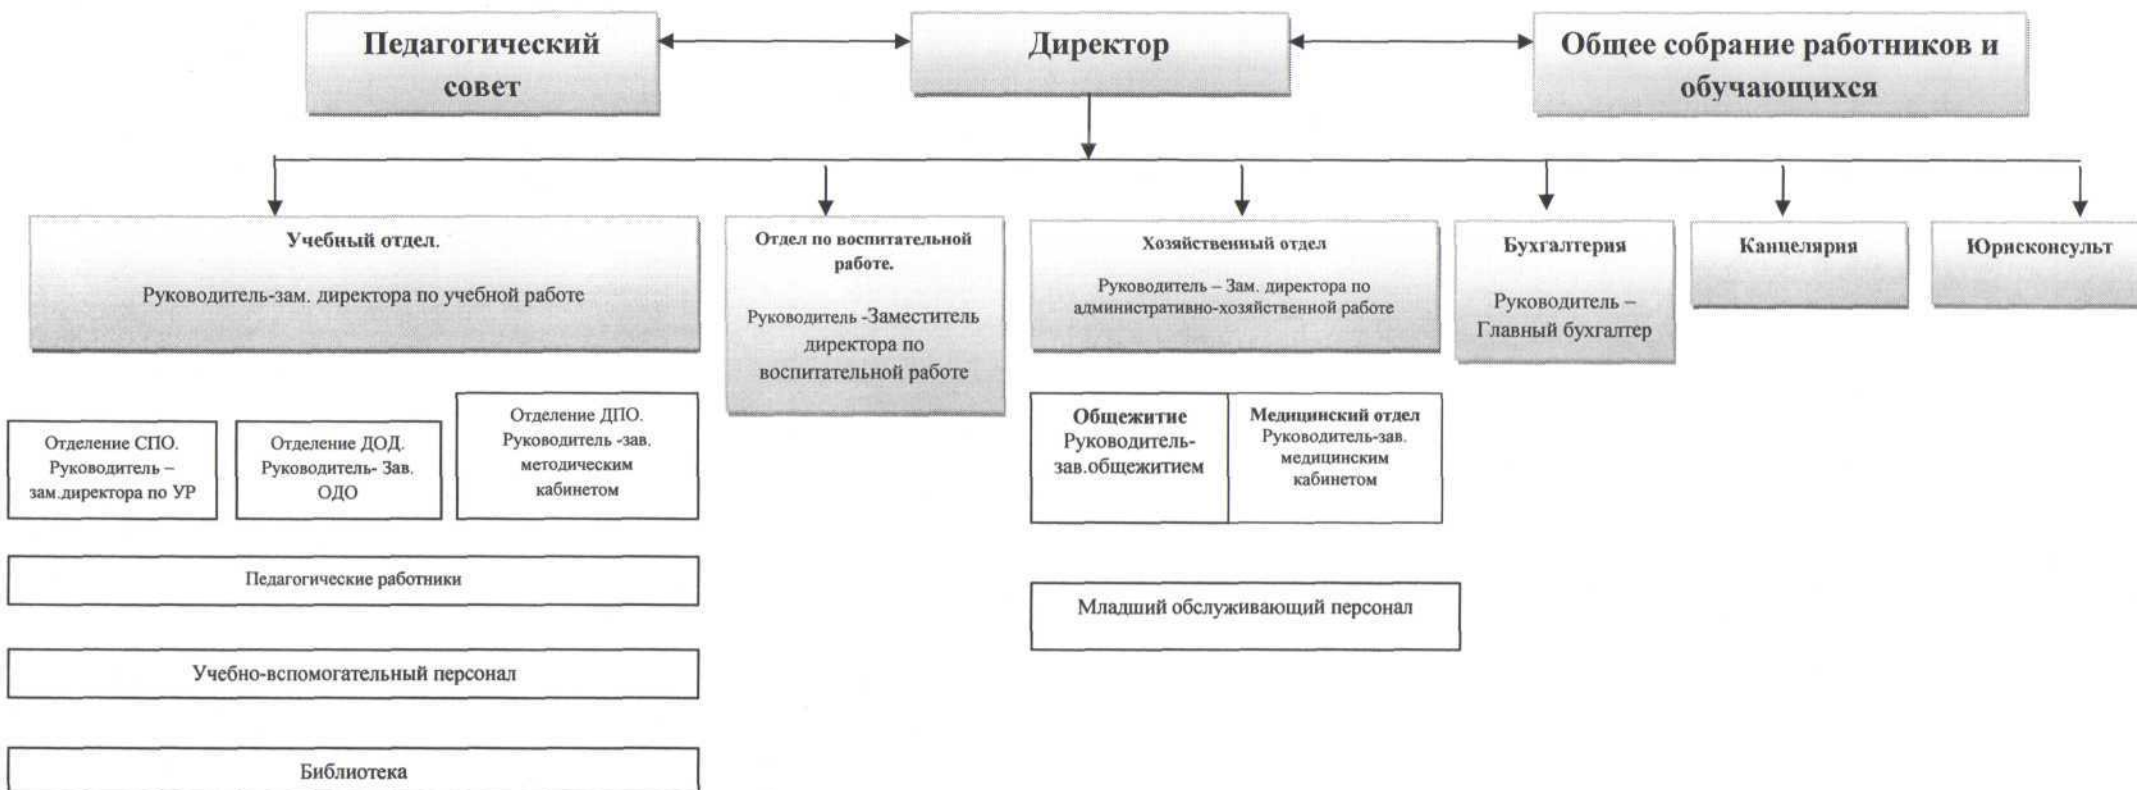 Педагогический
совет
Директор
Общее собрание работников и
обучающихся
Учебный отдел.
Руководитель-зам. директора по учебной работе
Отдел по воспитательной
работе.
Руководитель -Заместитель
директора по
воспитательной работе
Хозяйственный отдел
Руководитель – Зам. директора по
административно-хозяйственной работе
Бухгалтерия
Руководитель –
Главный бухгалтер
Канцелярия
Юрисконсульт
Отделение СПО.
Руководитель –
зам.директора по УР
Отделение ДОД.
Руководитель- Зав.
ОДО
Отделение ДПО.
Руководитель -зав.
методическим
кабинетом
Общежитие
Руководитель-
зав.общежитием
Медицинский отдел
Руководитель-зав.
медицинским
кабинетом
Педагогические работники
Младший обслуживающий персонал
Учебно-вспомогательный персонал
Библиотека